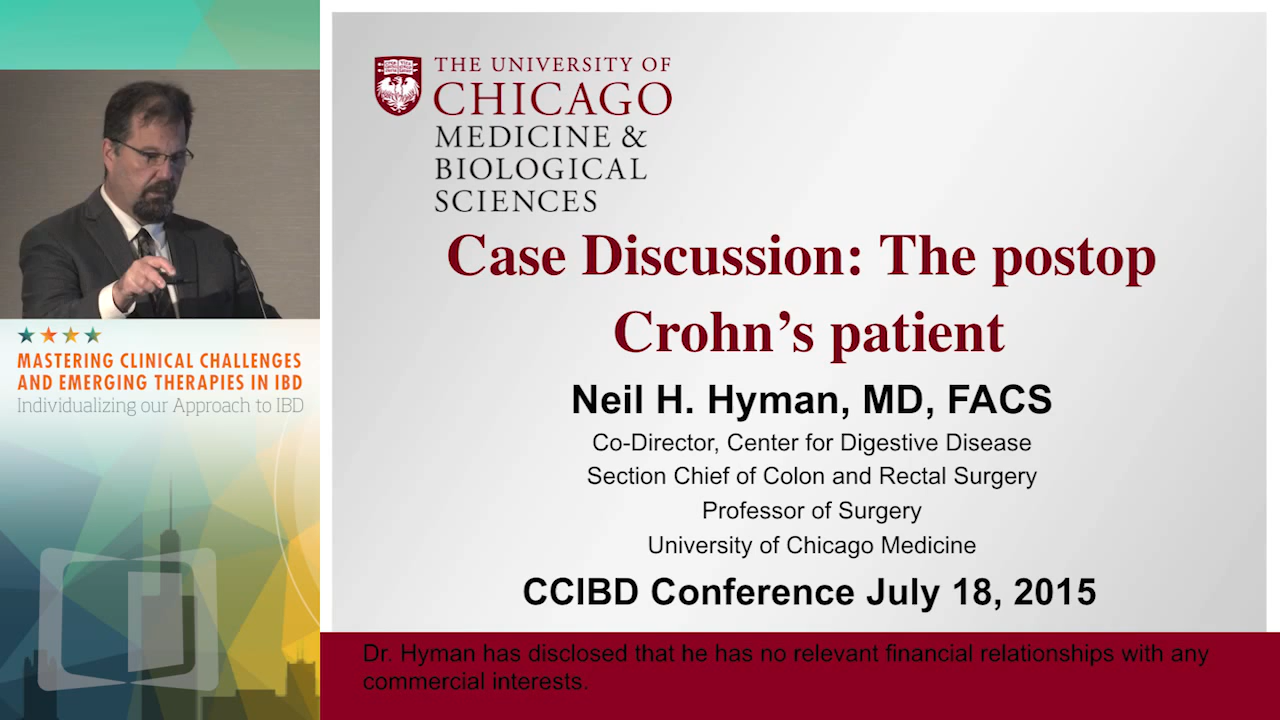 THE UNIVERSITY OF
CHICAGO
MEDICINE &
BIOLOGICAL
SCIENCES
Case Discussion: The postop
Crohn’s patient
Neil H. Hyman, MD, FACS
Co-Director, Center for Digestive Disease
Section Chief of Colon and Rectal Surgery
Professor of Surgery
University of Chicago Medicine
CCIBD Conference July 18, 2015
Dr. Hyman has disclosed that he has no relevant financial relationships with any
commercial interests.
MASTERING CLINICAL CHALLENGES
AND EMERGING THERAPIES IN IBD
Individualizing our Approach to IBD